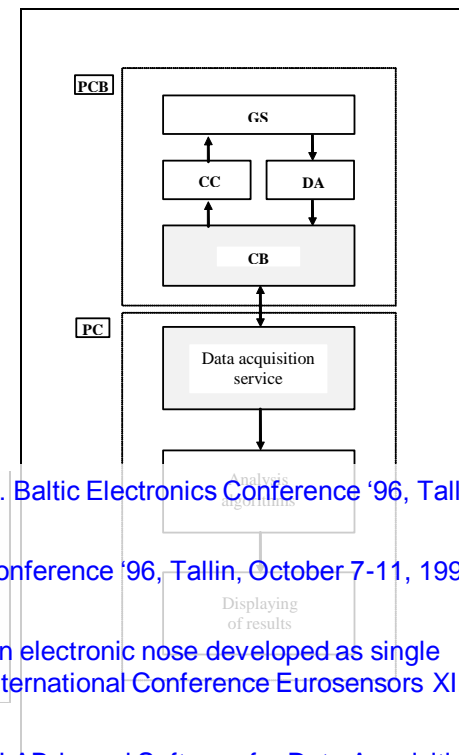 PCB
GS
CC
DA
CB
PC
Data acquisition
service
Analysis
algorithms
. Baltic Electronics Conference ‘96, Tall
onference ‘96, Tallin, October 7-11, 199
Displaying
of results
n electronic nose developed as single
nternational Conference Eurosensors XI